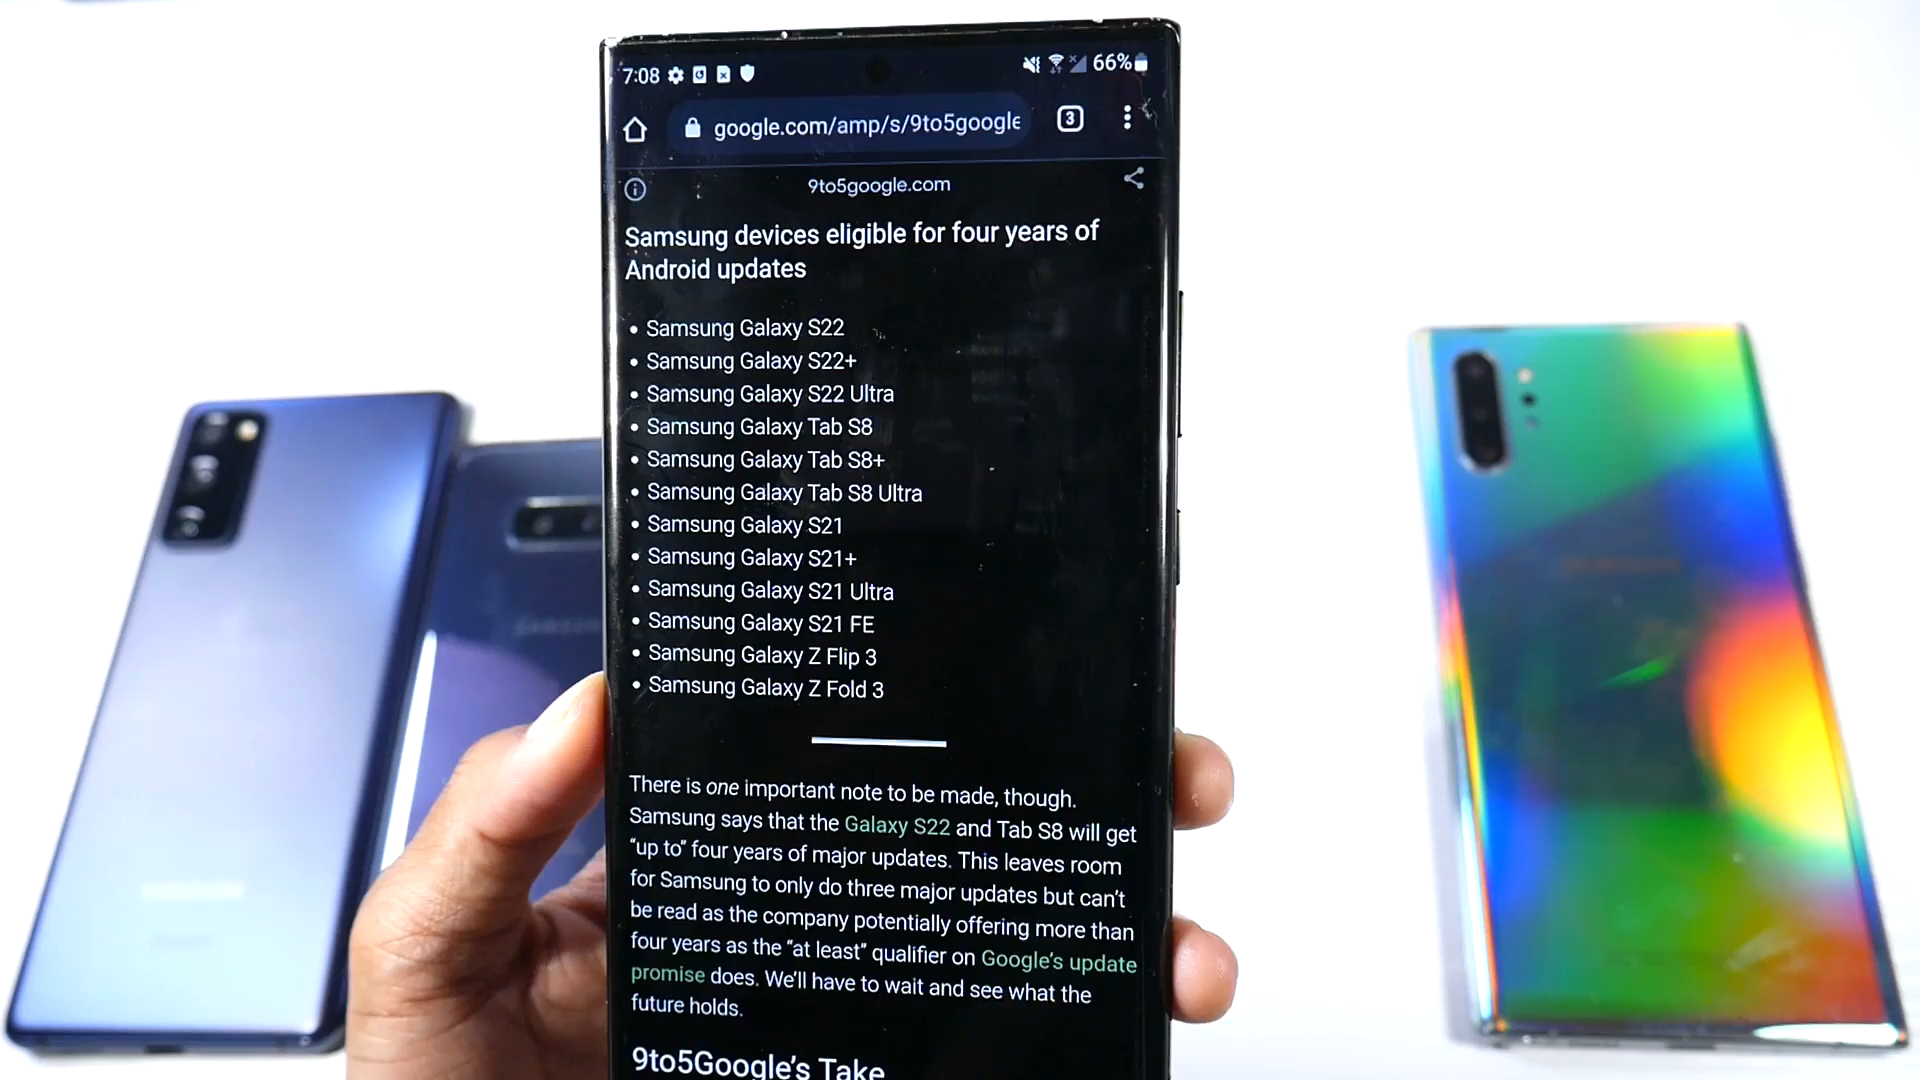 7:08 66%
google.com/amp/s/9to5google 3
9to5google.com
Samsung devices eligible for four years of
Android updates
• Samsung Galaxy S22
• Samsung Galaxy S22+
• Samsung Galaxy S22 Ultra
• Samsung Galaxy Tab S8
• Samsung Galaxy Tab S8+
• Samsung Galaxy Tab S8 Ultra
• Samsung Galaxy S21
• Samsung Galaxy S21+
• Samsung Galaxy S21 Ultra
• Samsung Galaxy S21 FE
• Samsung Galaxy Z Flip 3
• Samsung Galaxy Z Fold 3
There is one important note to be made, though.
Samsung says that the Galaxy S22 and Tab S8 will get
“up to” four years of major updates. This leaves room
for Samsung to only do three major updates but can’t
be read as the company potentially offering more than
four years as the “at least” qualifier on Google’s update
promise does. We’ll have to wait and see what the
future holds.
9to5Google’s Take